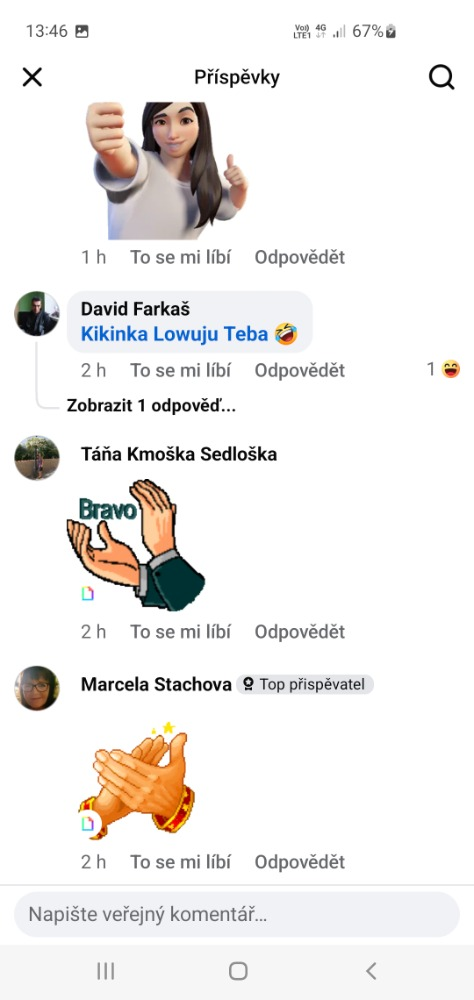 13:46
Voi) 4G
LTE1 67%
Příspěvky
1 h To se mi líbí Odpovědět
David Farkaš
Kikinka Lowuju Teba 🤣
2 h To se mi líbí Odpovědět 1 😆
Zobrazit 1 odpověď...
Táňa Kmoška Sedloška
Bravo
2 h To se mi líbí Odpovědět
Marcela Stachova Top přispěvatel
2 h To se mi líbí Odpovědět
Napište veřejný komentář...